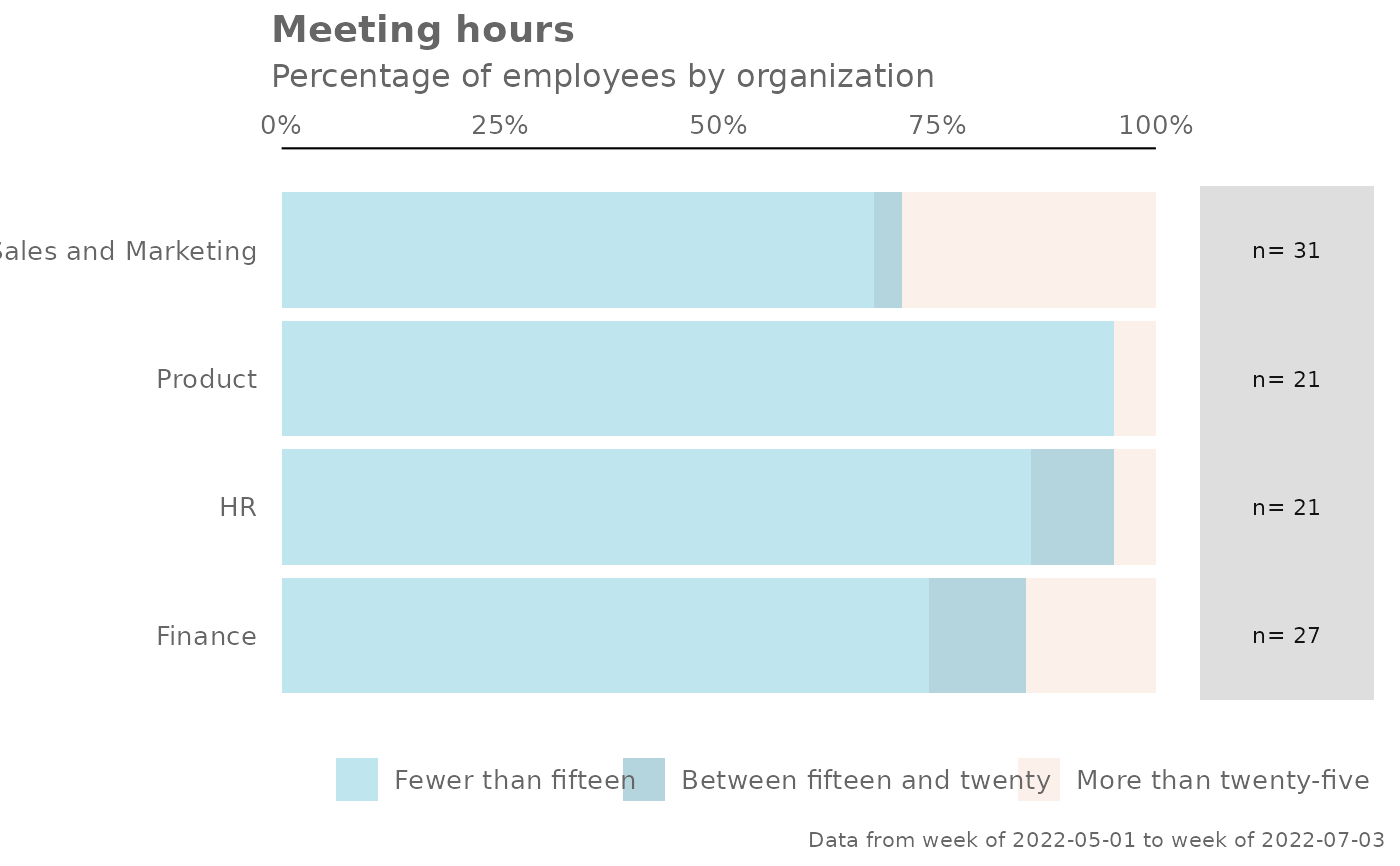 Meeting hours
Percentage of employees by organization
0% 25% 50% 75% 100%
Sales and Marketing n= 31
Product n= 21
HR n= 21
Finance n= 27
Fewer than fifteen Between fifteen and twenty More than twenty-five
Data from week of 2022-05-01 to week of 2022-07-03